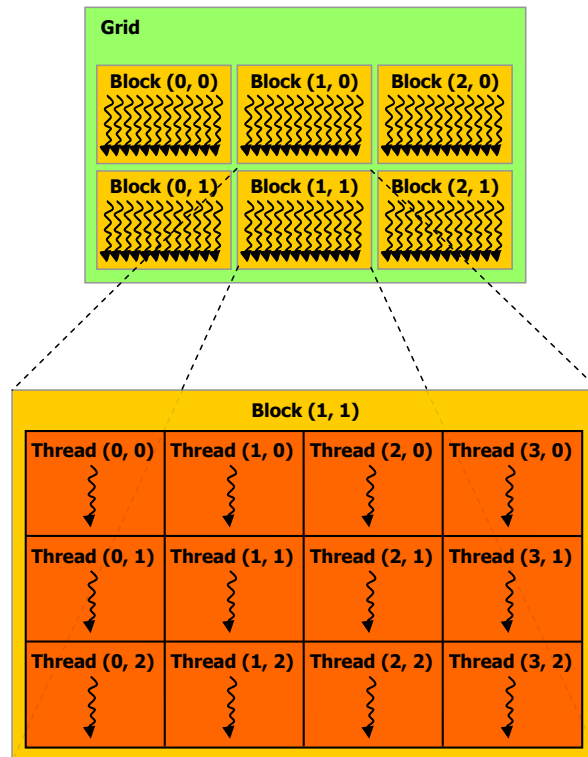 Grid
Block (0, 0) Block (1, 0) Block (2, 0)
Block (0, 1) Block (1, 1) Block (2, 1)
Block (1, 1)
Thread (0, 0) Thread (1, 0) Thread (2, 0) Thread (3, 0)
Thread (0, 1) Thread (1, 1) Thread (2, 1) Thread (3, 1)
Thread (0, 2) Thread (1, 2) Thread (2, 2) Thread (3, 2)